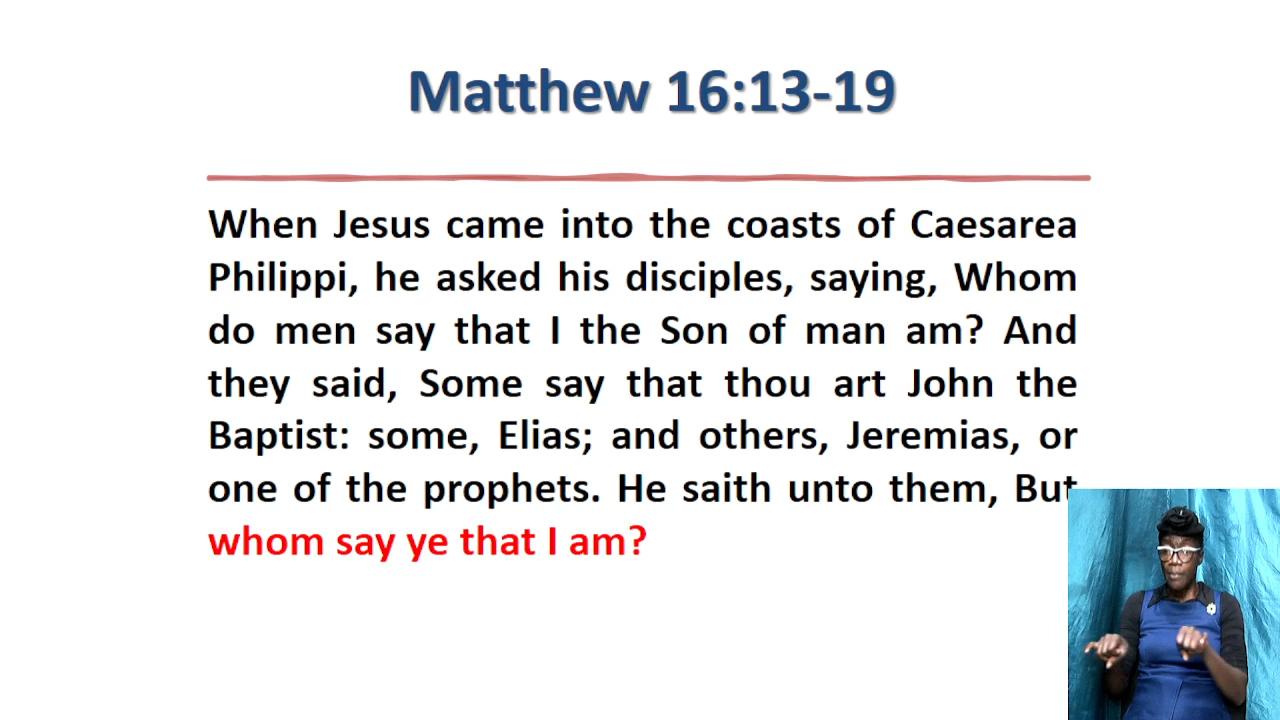 Matthew 16:13-19
When Jesus came into the coasts of Caesarea
Philippi, he asked his disciples, saying, Whom
do men say that I the Son of man am? And
they said, Some say that thou art John the
Baptist: some, Elias; and others, Jeremias, or
one of the prophets. He saith unto them, But
whom say ye that I am?